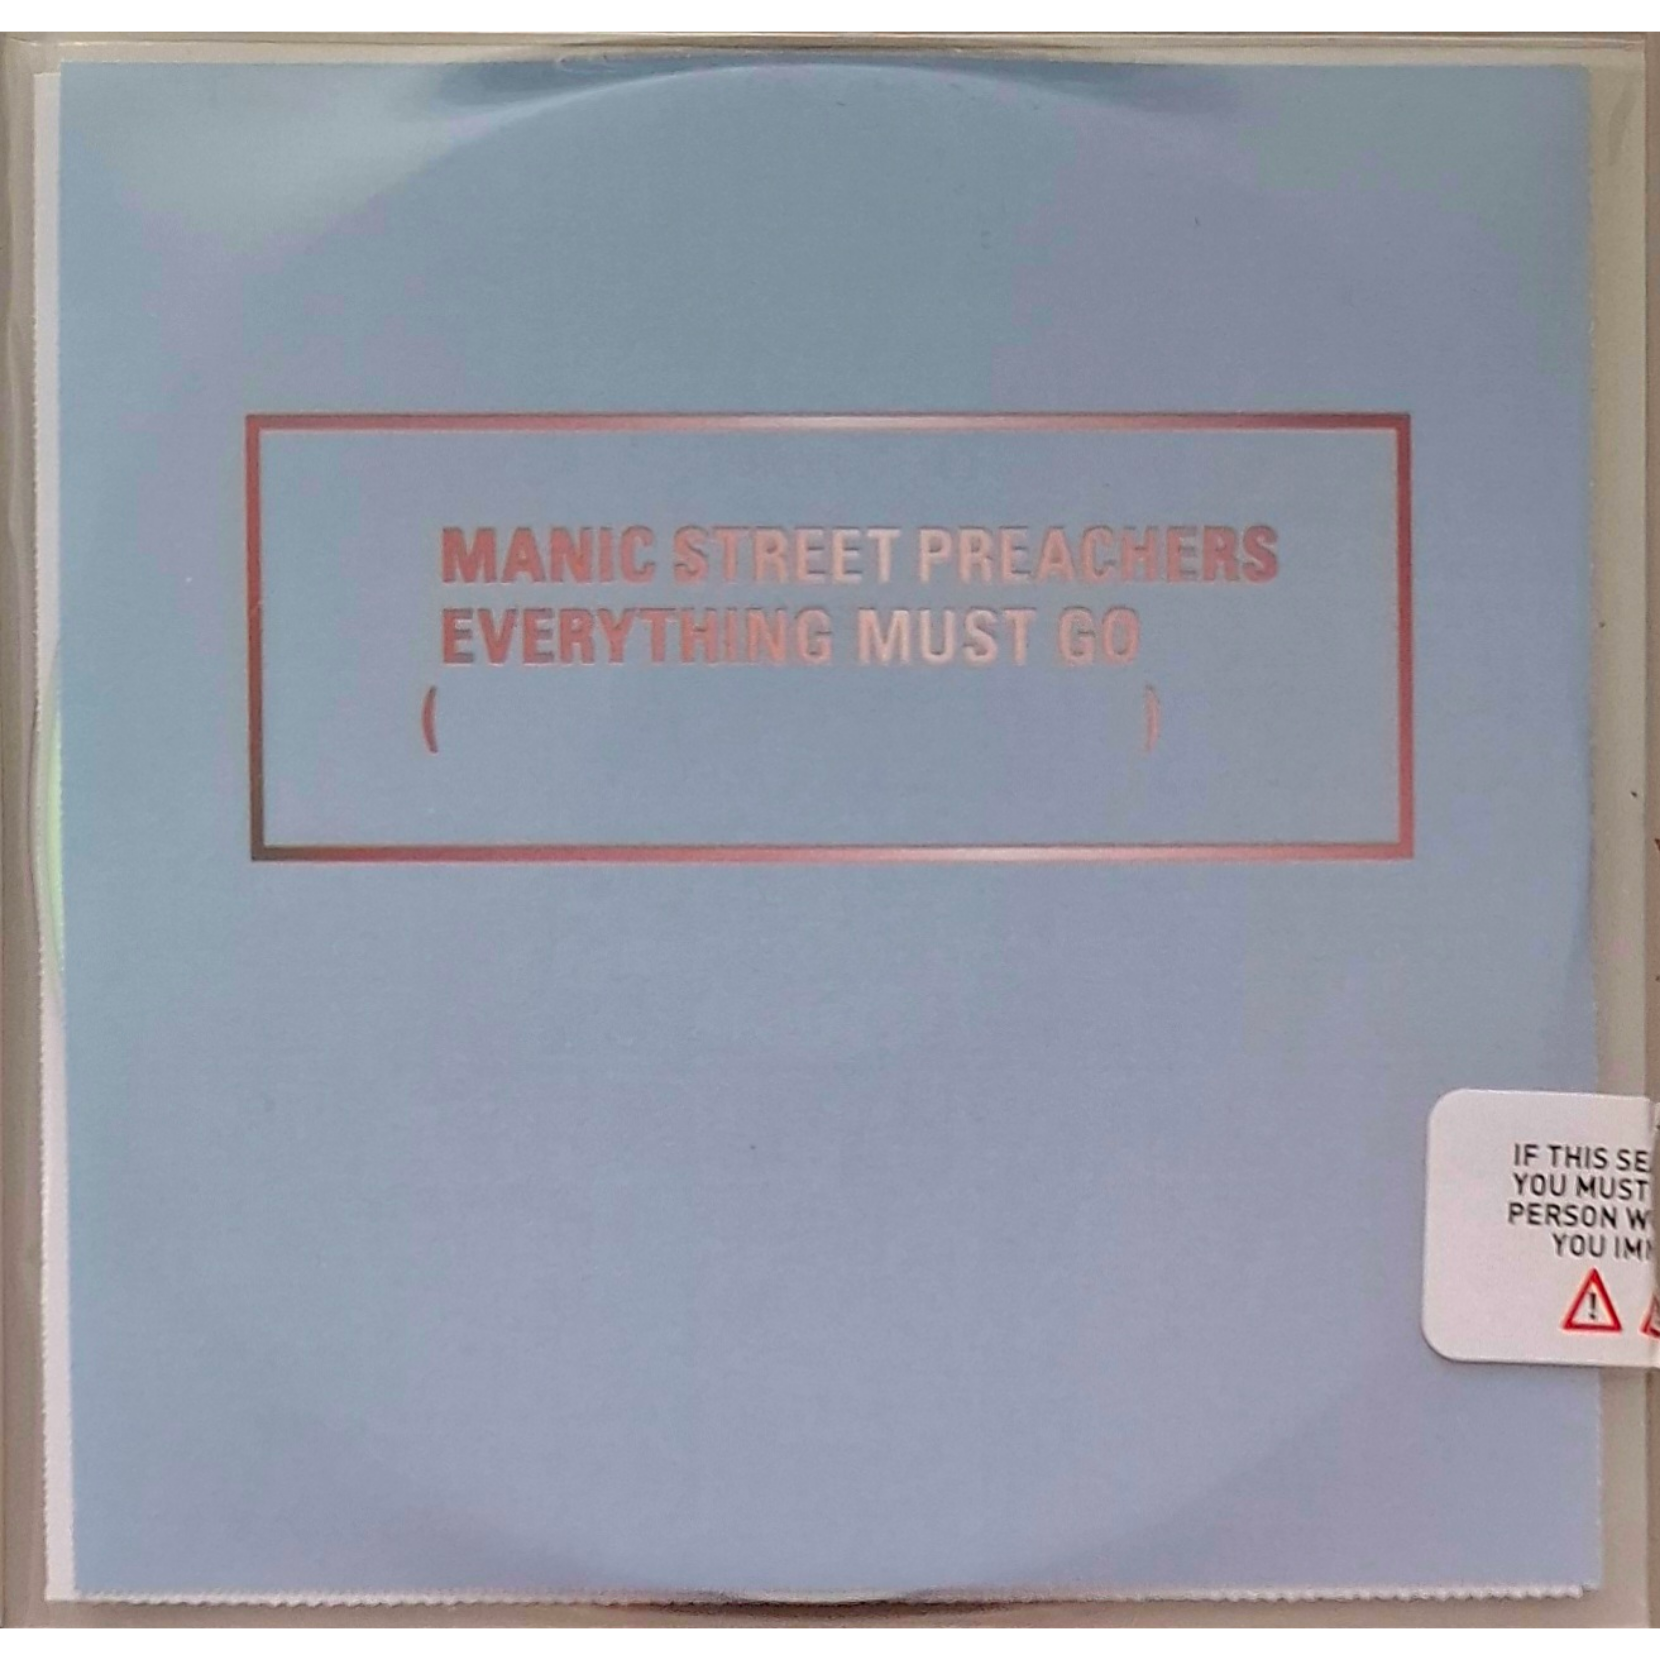 MANIC STREET PREACHERS
EVERYTHING MUST GO
( )
IF THIS SE
YOU MUST
PERSON W
YOU IM
!